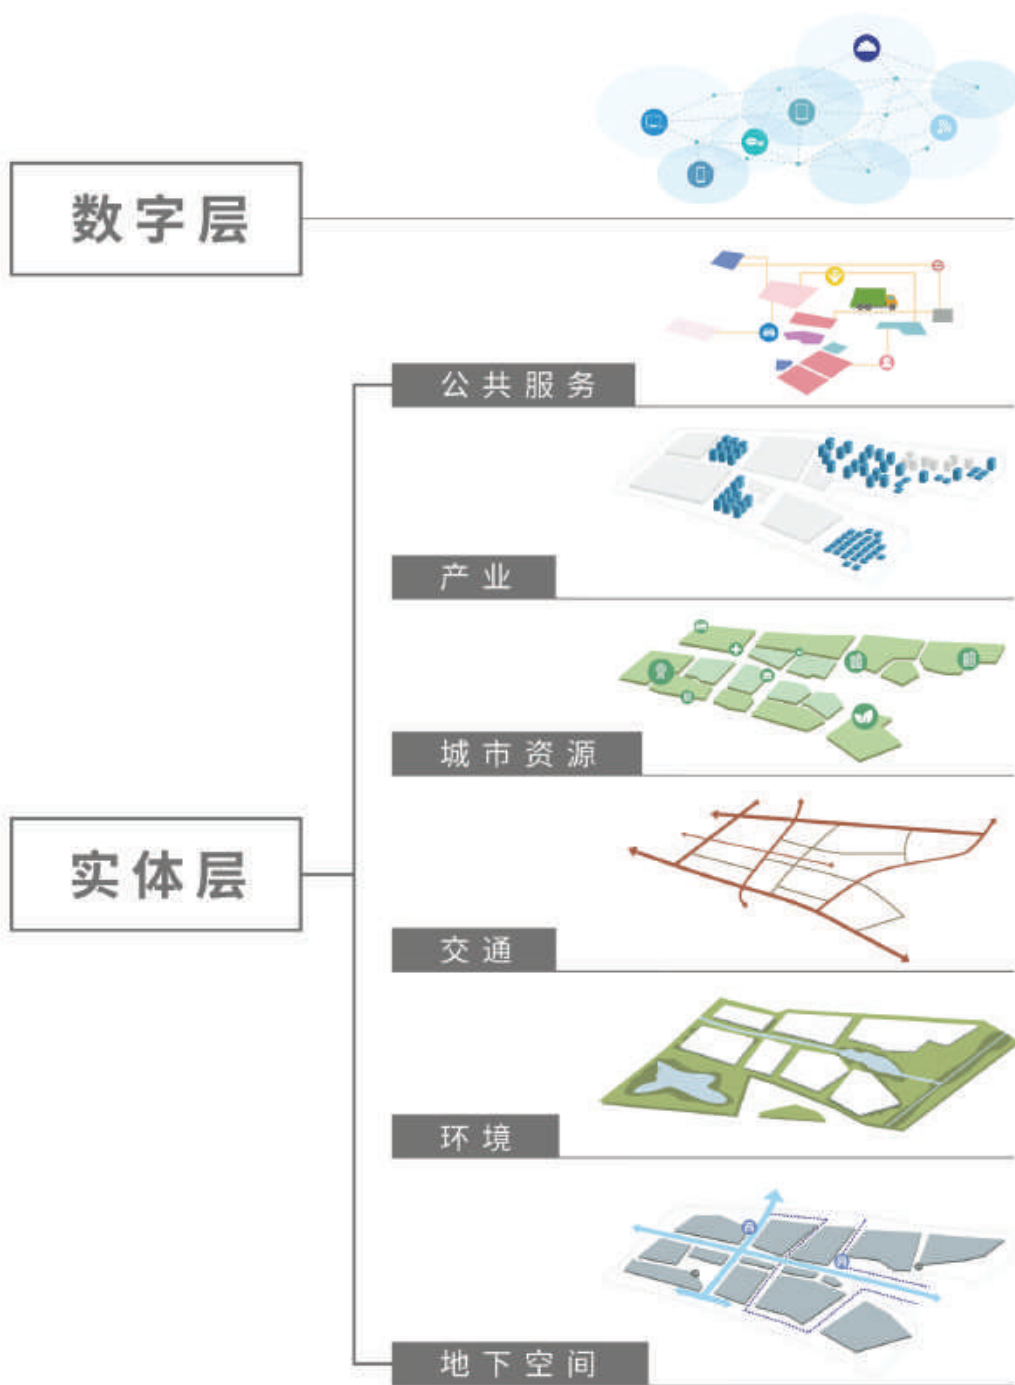 数字层
公共服务
产业
城市资源
实体层
交通
环境
地下空间